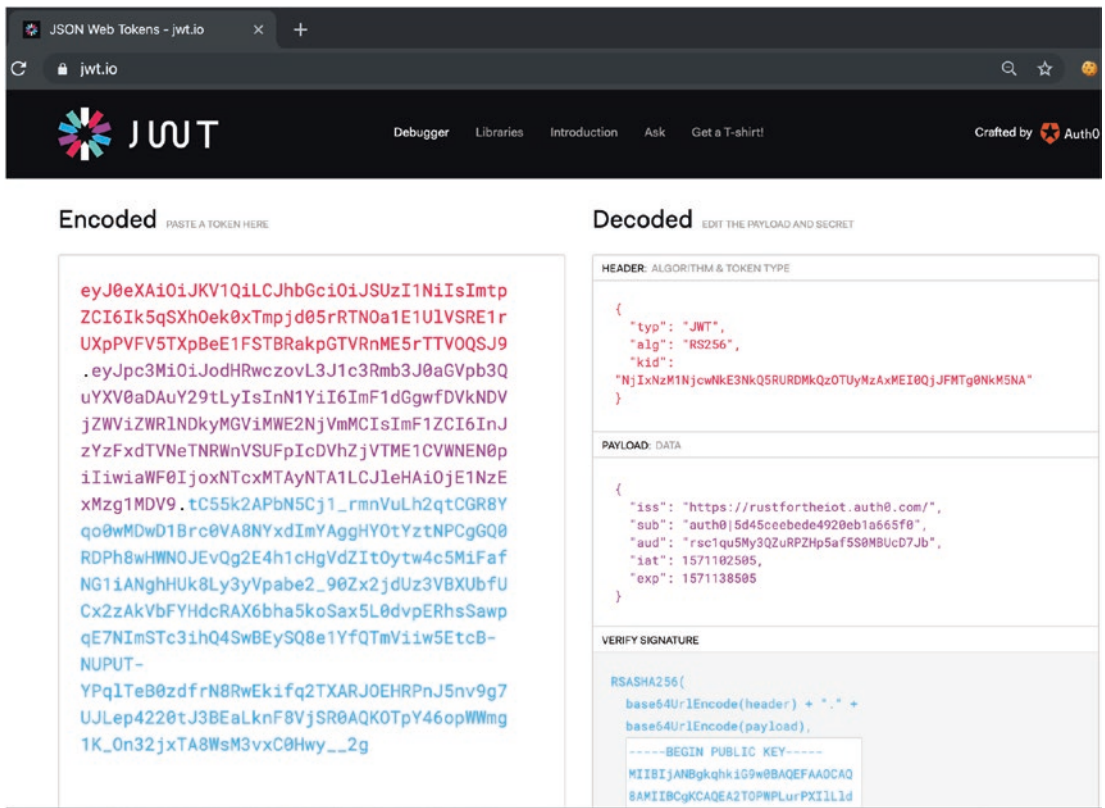 JSON Web Tokens - jwt.io
jwt.io
JWT
Debugger Libraries Introduction Ask Get a T-shirt! Crafted by Auth0
Encoded PASTE A TOKEN HERE
eyJ0eXAiOiJKV1QiLCJhbGciOiJSUzI1NiIsImtp
ZCI6Ik5qSXhOek0xTmpjd05rRTNOa1E1UlVSRE1r
UXpPVFV5TXpBeE1FSTBRakpGTVRnME5rTTVOQSJ9
.eyJpc3MiOiJodHRwczovL3J1c3Rmb3J0aGVpb3Q
uYXV0aDAuY29tLyIsInN1YiI6ImF1dGgwfDVkNDV
jZWViZWRlNDkyMGViMWE2NjVmMCIsImF1ZCI6InJ
zYzFxdTVNeTNRWnVSUFpIcDVhZjVTME1CVWNEN0p
iIiwiaWF0IjoxNTcxMTAyNTA1LCJleHAiOjE1NzE
xMzg1MDV9.tC55k2APbN5Cj1_rmnVuLh2qtCGR8Y
qo0wMDwD1Brc0VA8NYxdImYAggHYOtYztNPCgGQ0
RDPh8wHWNOJEvQg2E4h1cHgVdZItOytw4c5MiFaf
NG1iANghHUk8Ly3yVpabe2_90Zx2jdUz3VBXUbfU
Cx2zAkVbFYHdcRAX6bha5koSax5L0dvpERhsSawp
qE7NImSTc3ihQ4SwBEySQ8e1YfQTmViiw5EtcB-
NUPUT-
YPqlTeB0zdfrN8RwEkifq2TXARJOEHRPnJ5nv9g7
UJLep4220tJ3BEaLknF8VjSR0AQKOTpY46opWWmg
1K_On32jxTA8WsM3vxC0Hwy__2g
Decoded EDIT THE PAYLOAD AND SECRET
HEADER: ALGORITHM & TOKEN TYPE
{
"typ": "JWT",
"alg": "RS256",
"kid":
"NjIxNzM1NjcwNkE3NkQ5RURDMkQzOTUyMzAxMEI0QjJFMTg0NkM5NA"
}
PAYLOAD: DATA
{
"iss": "https://rustfortheiot.auth0.com/",
"sub": "auth0|5d45ceebede4920eb1a665f0",
"aud": "rsc1qu5My3QZuRPZHp5af5S0MBUcD7Jb",
"iat": 1571102505,
"exp": 1571138505
}
VERIFY SIGNATURE
RSASHA256(
base64UrlEncode(header) + "." +
base64UrlEncode(payload),
-----BEGIN PUBLIC KEY-----
MIIBIjANBgkqhkiG9w0BAQEFAAOCAQ
8AMIIBCgKCAQEA2TOPWPLurPXIlLld